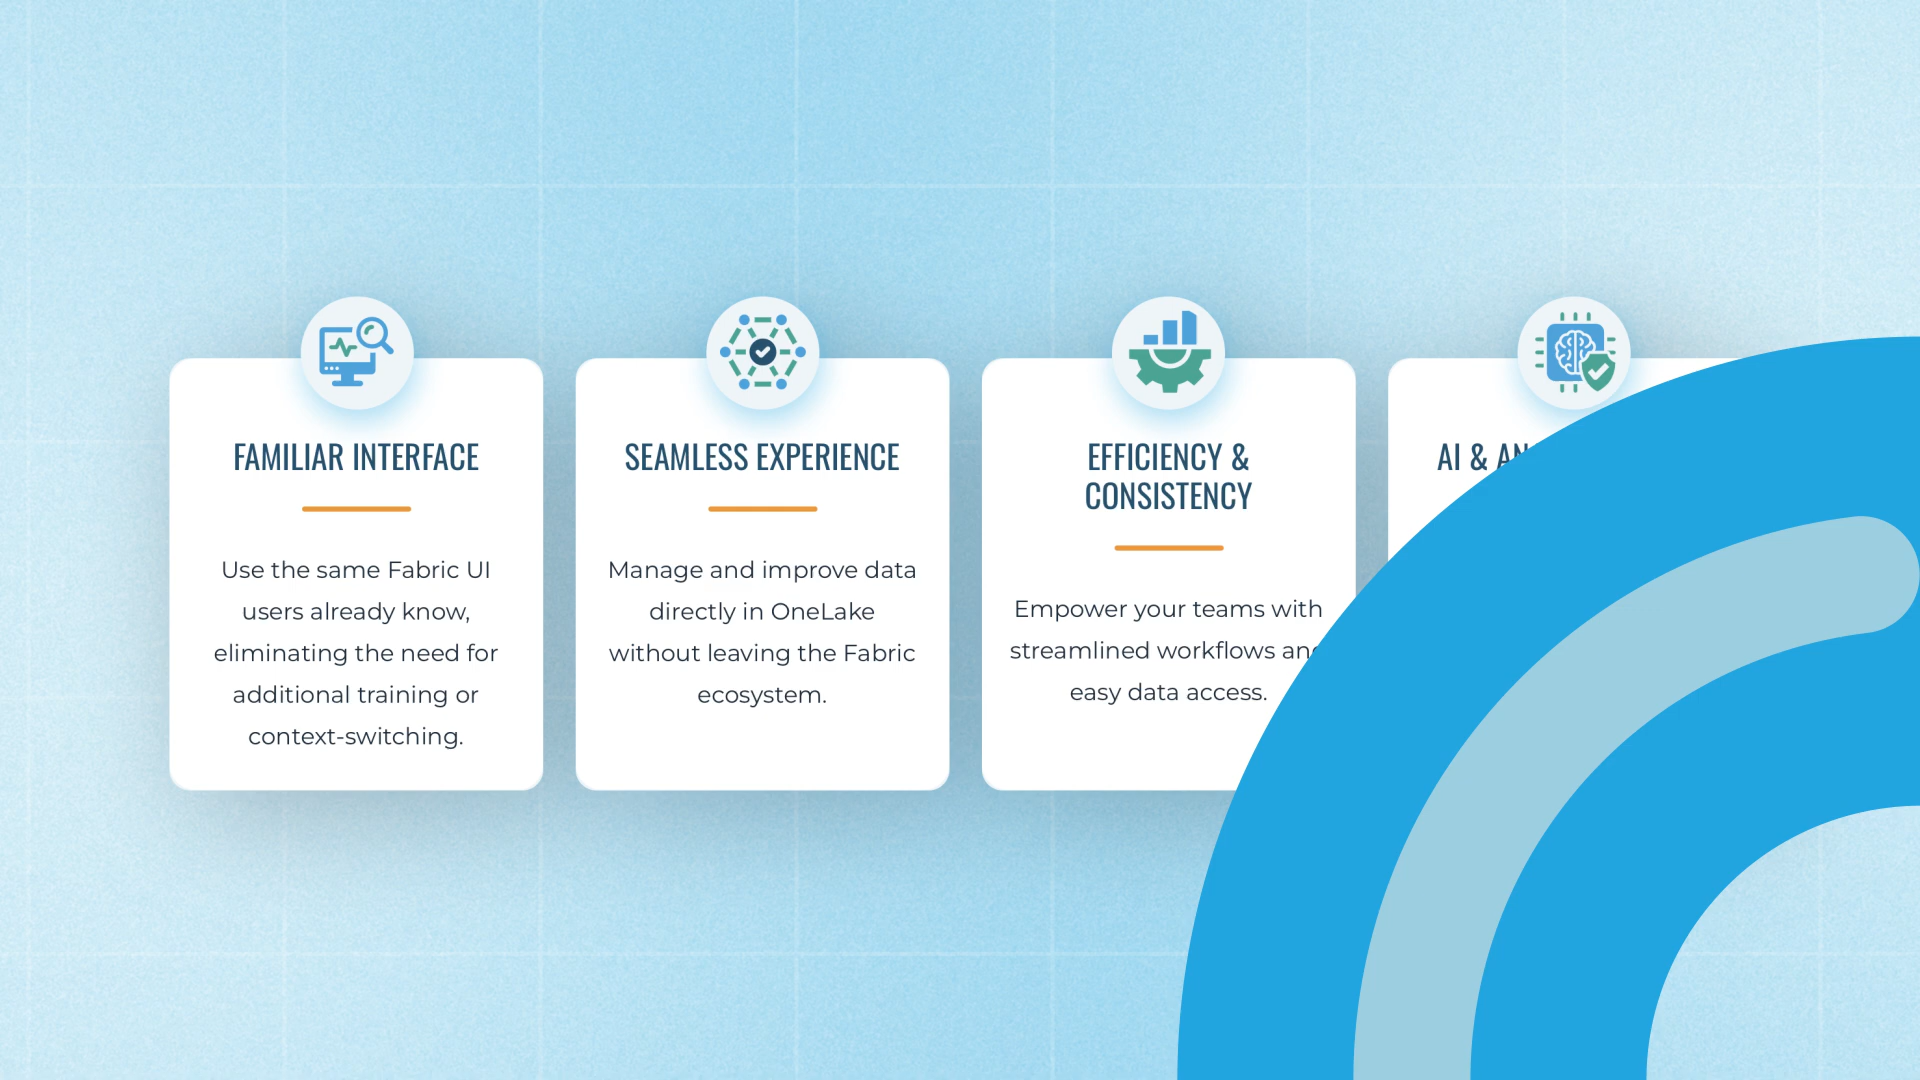 FAMILIAR INTERFACE
Use the same Fabric UI
users already know,
eliminating the need for
additional training or
context-switching.
SEAMLESS EXPERIENCE
Manage and improve data
directly in OneLake
without leaving the Fabric
ecosystem.
EFFICIENCY &
CONSISTENCY
Empower your teams with
streamlined workflows and
easy data access.
AI &